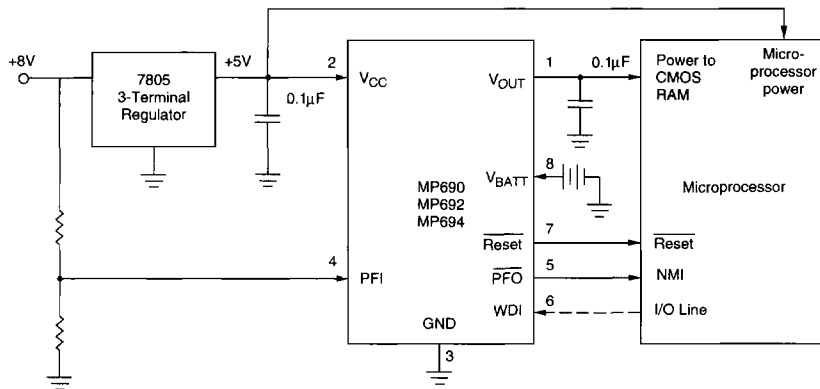 +8V
7805
3-Terminal
Regulator
+5V
0.1µF
2
VCC
4
PFI
MP690
MP692
MP694
GND
3
VOUT
1
0.1µF
VBATT
8
Reset
7
PFO
5
WDI
6
Power to
CMOS
RAM
Micro-
processor
power
Microprocessor
Reset
NMI
I/O Line